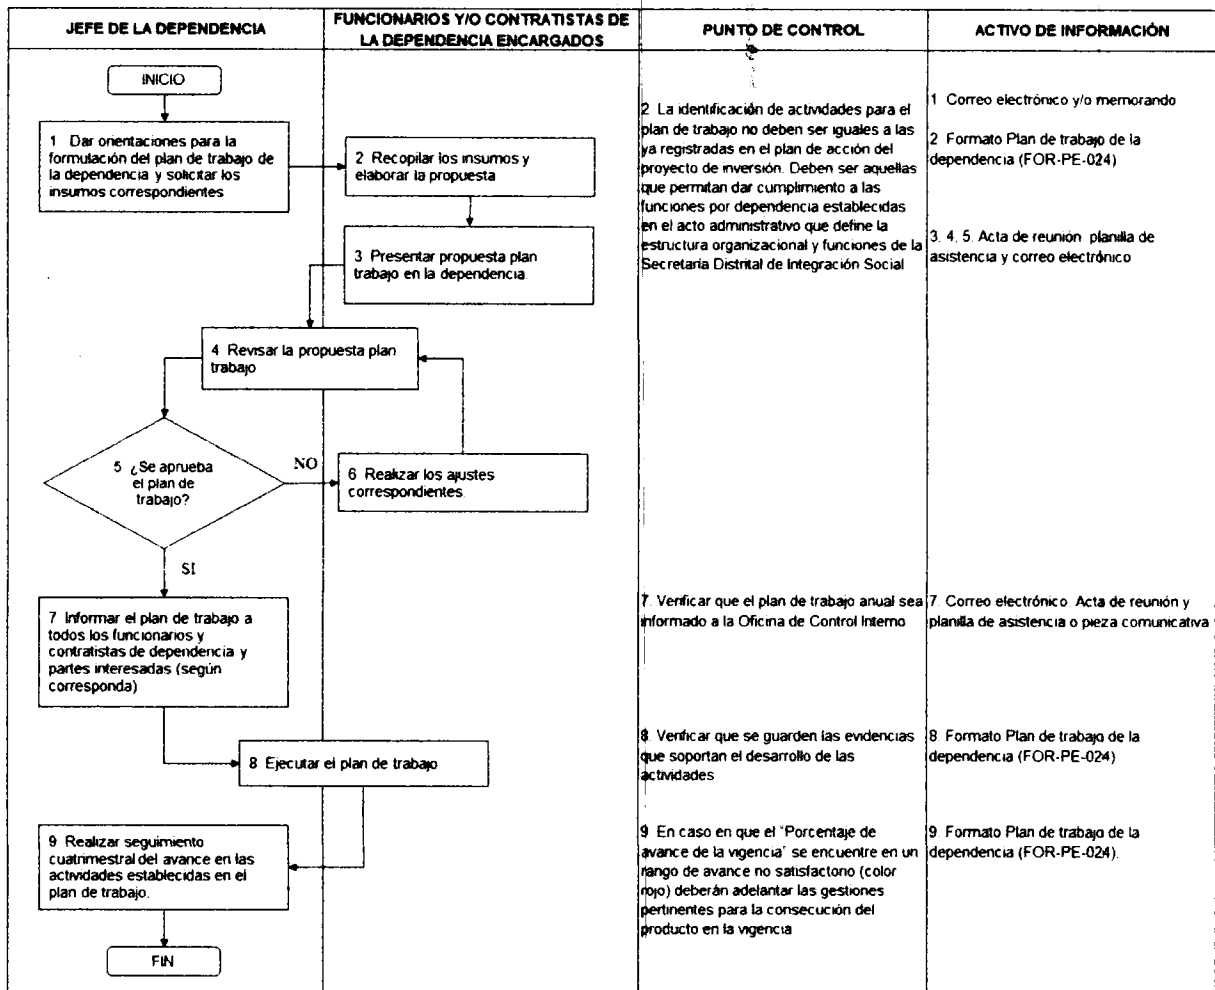 JEFE DE LA DEPENDENCIA
FUNCIONARIOS Y/O CONTRATISTAS DE
LA DEPENDENCIA ENCARGADOS
PUNTO DE CONTROL
ACTIVO DE INFORMACIÓN
INICIO
1 Dar orientaciones para la
formulación del plan de trabajo de
la dependencia y solicitar los
insumos correspondientes
2 Recopilar los insumos y
elaborar la propuesta
3 Presentar propuesta plan
trabajo en la dependencia.
4 Revisar la propuesta plan
trabajo
5 ¿Se aprueba
el plan de
trabajo?
NO
6 Realizar los ajustes
correspondientes.
SI
7 Informar el plan de trabajo a
todos los funcionarios y
contratistas de dependencia y
partes interesadas (según
corresponda)
8 Ejecutar el plan de trabajo
9 Realizar seguimiento
cuatrimestral del avance en las
actividades establecidas en el
plan de trabajo.
FIN
2 La identificación de actividades para el
plan de trabajo no deben ser iguales a las
ya registradas en el plan de acción del
proyecto de inversión. Deben ser aquellas
que permitan dar cumplimiento a las
funciones por dependencia establecidas
en el acto administrativo que define la
estructura organizacional y funciones de la
Secretaría Distrital de Integración Social
7. Verificar que el plan de trabajo anual sea
informado a la Oficina de Control Interno
8. Verificar que se guarden las evidencias
que soportan el desarrollo de las
actividades
9 En caso en que el "Porcentaje de
avance de la vigencia" se encuentre en un
rango de avance no satisfactorio (color
rojo) deberán adelantar las gestiones
pertinentes para la consecución del
producto en la vigencia
1 Correo electrónico y/o memorando
2 Formato Plan de trabajo de la
dependencia (FOR-PE-024)
3, 4, 5. Acta de reunión planilla de
asistencia y correo electrónico
7. Correo electrónico. Acta de reunión y
planilla de asistencia o pieza comunicativa
8. Formato Plan de trabajo de la
dependencia (FOR-PE-024)
9. Formato Plan de trabajo de la
dependencia (FOR-PE-024).